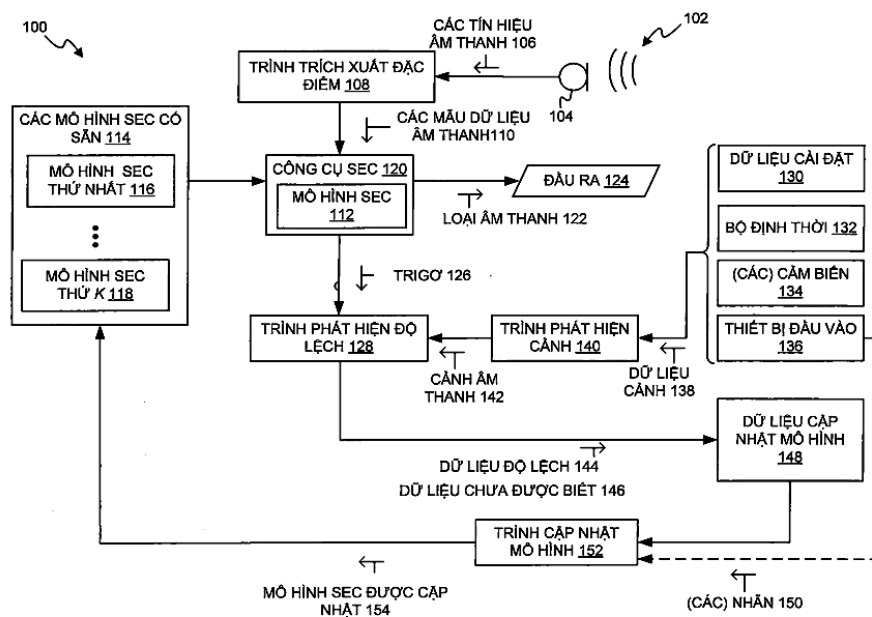 100
CÁC TÍN HIỆU
ÂM THANH 106
102
TRÌNH TRÍCH XUẤT ĐẶC
ĐIỂM 108
104
CÁC MẪU DỮ LIỆU
ÂM THANH110
CÁC MÔ HÌNH SEC CÓ
SẴN 114
MÔ HÌNH SEC
THỨ NHẤT 116
MÔ HÌNH SEC
THỨ K 118
CÔNG CỤ SEC 120
MÔ HÌNH SEC
112
ĐẦU RA 124
LOẠI ÂM THANH 122
DỮ LIỆU CÀI ĐẶT
130
BỘ ĐỊNH THỜI 132
(CÁC) CẢM BIẾN
134
THIẾT BỊ ĐẦU VÀO
136
TRIGƠ 126
TRÌNH PHÁT HIỆN ĐỘ
LỆCH 128
TRÌNH PHÁT HIỆN
CẢNH 140
CẢNH ÂM
THANH 142
DỮ LIỆU
CẢNH 138
DỮ LIỆU ĐỘ LỆCH 144
DỮ LIỆU CHƯA ĐƯỢC BIẾT 146
DỮ LIỆU CẬP
NHẬT MÔ HÌNH
148
TRÌNH CẬP NHẬT
MÔ HÌNH 152
MÔ HÌNH SEC ĐƯỢC CẬP
NHẬT 154
(CÁC) NHÃN 150